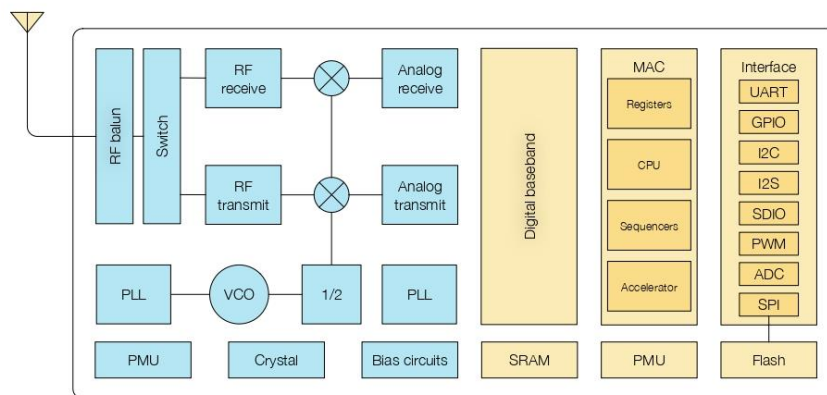 RF balun
Switch
RF
receive
Analog
receive
RF
transmit
Analog
transmit
PLL
VCO
1/2
PLL
PMU
Crystal
Bias circuits
Digital baseband
SRAM
MAC
Registers
CPU
Sequencers
Accelerator
PMU
Interface
UART
GPIO
I2C
I2S
SDIO
PWM
ADC
SPI
Flash